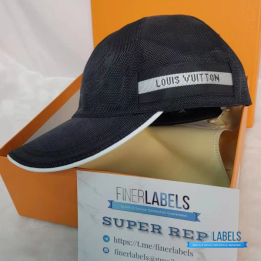 LOUIS VUITTON
FINERLABELS
SUPER REP
LABELS
https://t.me/finerlabels